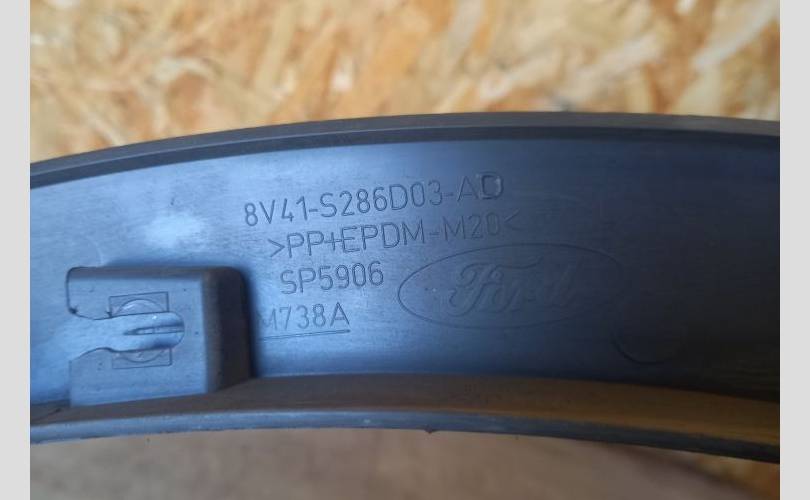 8V41-S286D03-AD
>PP+EPDM-M20<
SP5906
Ford
M738A